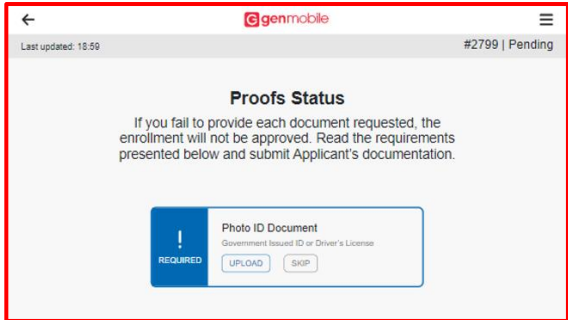 genmobile
Last updated: 18:59
#2799 | Pending
Proofs Status
If you fail to provide each document requested, the
enrollment will not be approved. Read the requirements
presented below and submit Applicant's documentation.
!
REQUIRED
Photo ID Document
Government Issued ID or Driver's License
UPLOAD
SKIP